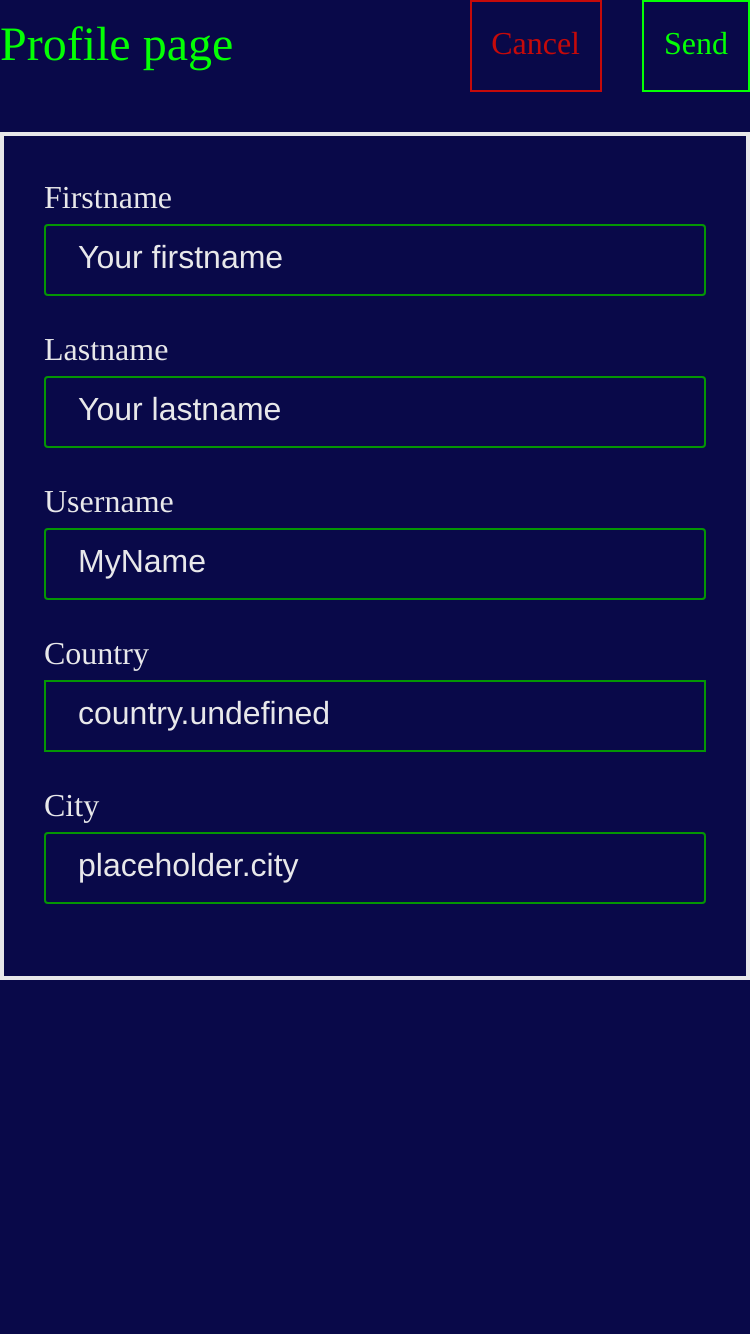 Profile page
Cancel
Send
Firstname
Your firstname
Lastname
Your lastname
Username
MyName
Country
country.undefined
City
placeholder.city